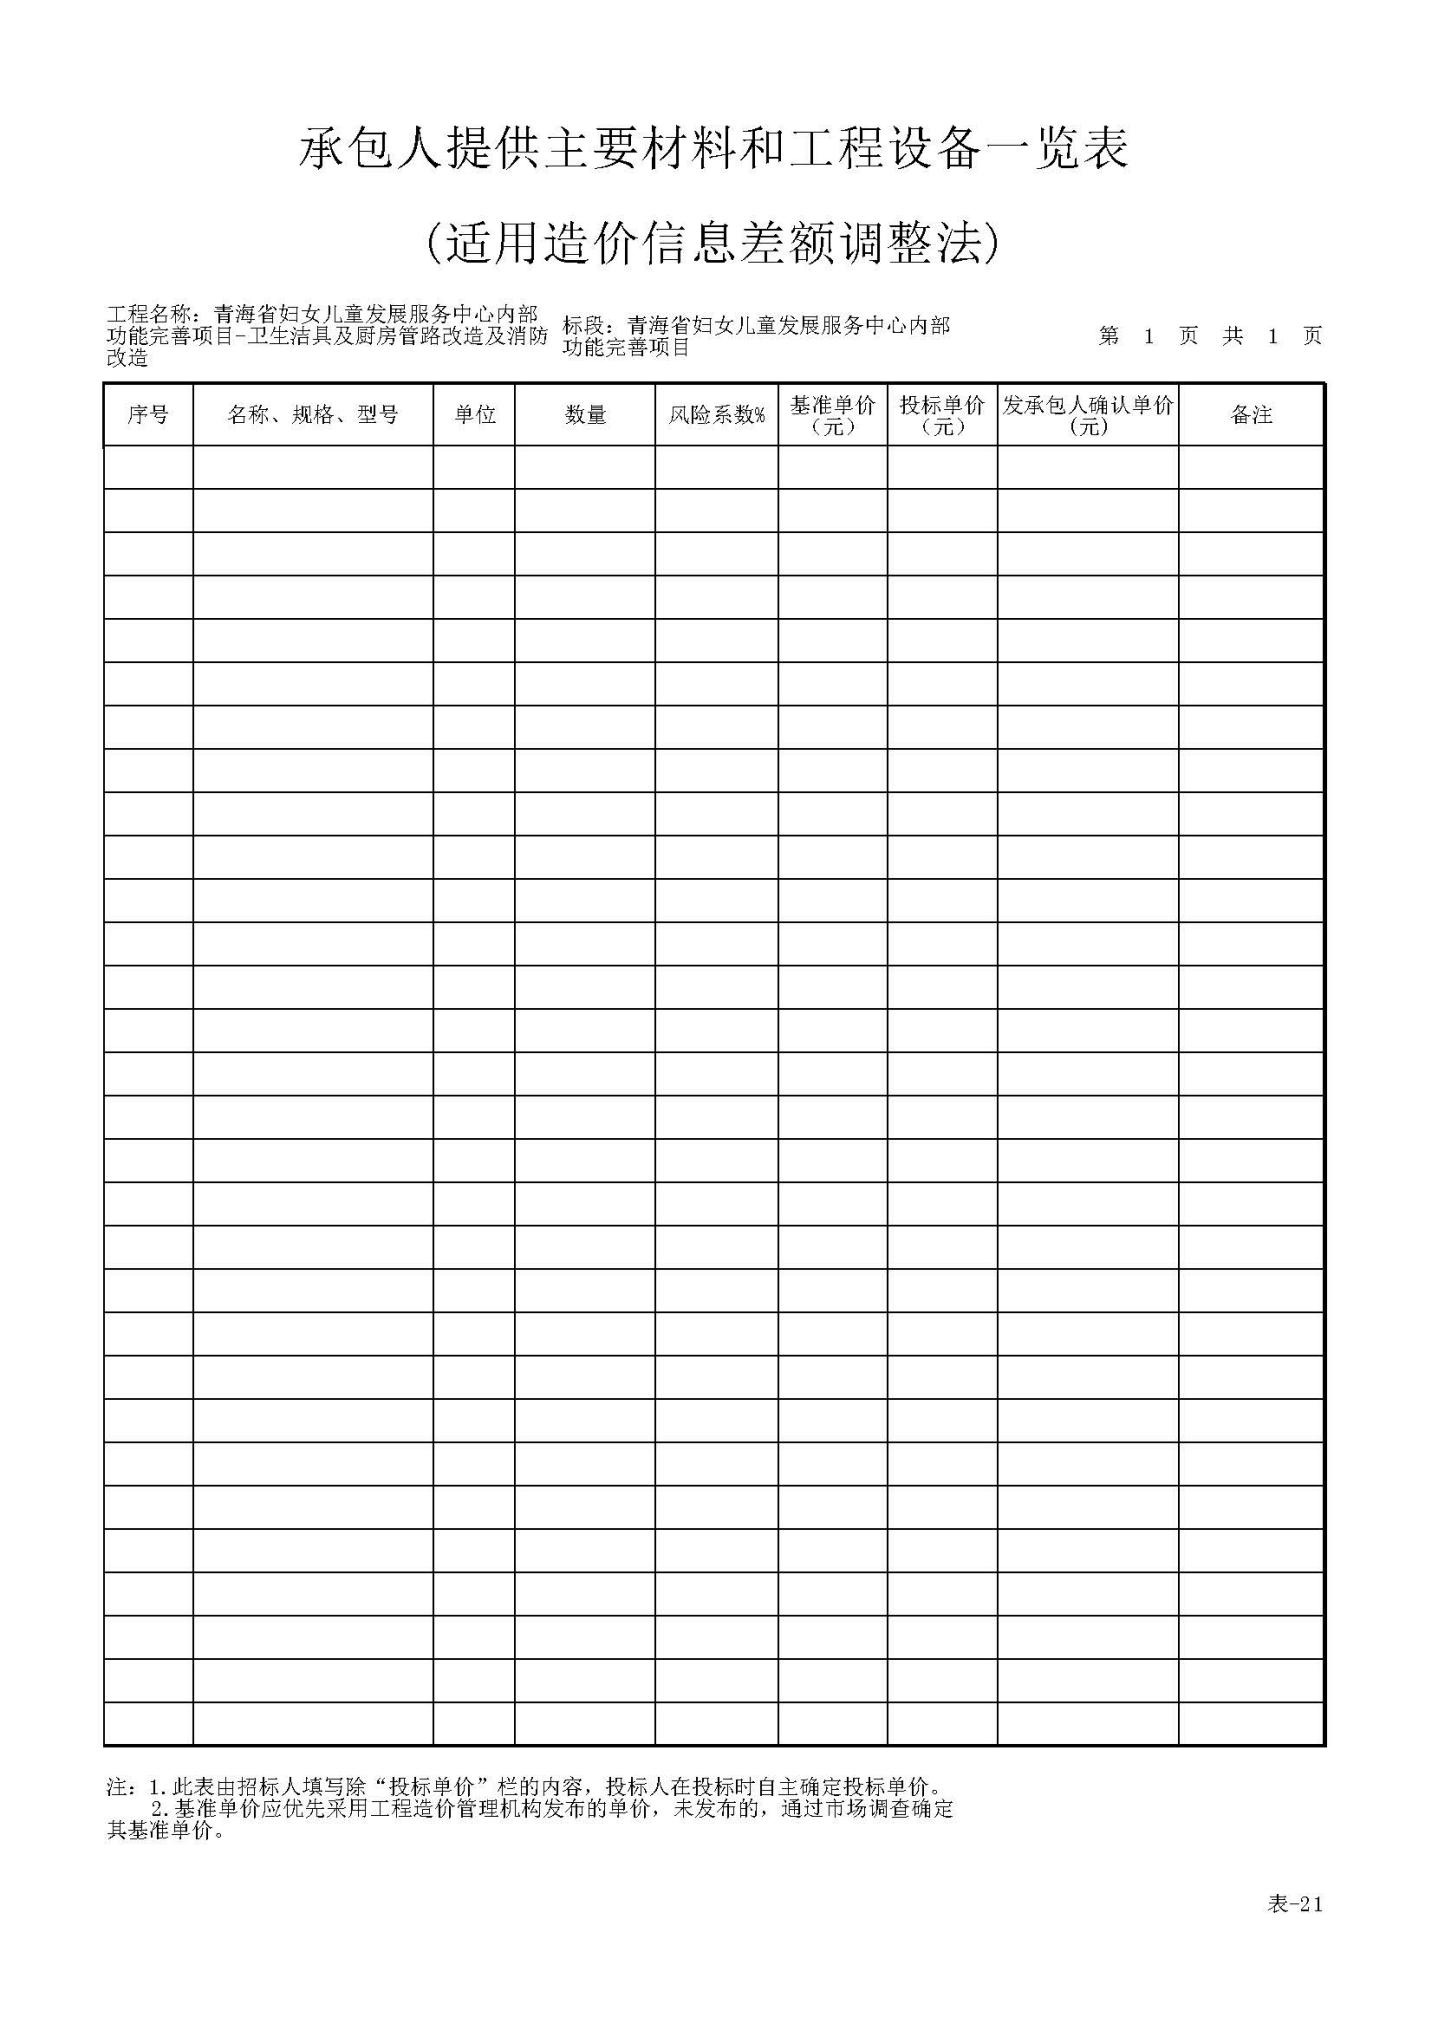 承包人提供主要材料和工程设备一览表
(适用造价信息差额调整法)
工程名称：青海省妇女儿童发展服务中心内部
功能完善项目-卫生洁具及厨房管路改造及消防
改造
标段：青海省妇女儿童发展服务中心内部
功能完善项目
第 1 页 共 1 页
序号 名称、规格、型号 单位 数量 风险系数% 基准单价（元） 投标单价（元） 发承包人确认单价(元) 备注
注：1.此表由招标人填写除“投标单价”栏的内容，投标人在投标时自主确定投标单价。
2.基准单价应优先采用工程造价管理机构发布的单价，未发布的，通过市场调查确定
其基准单价。
表-21